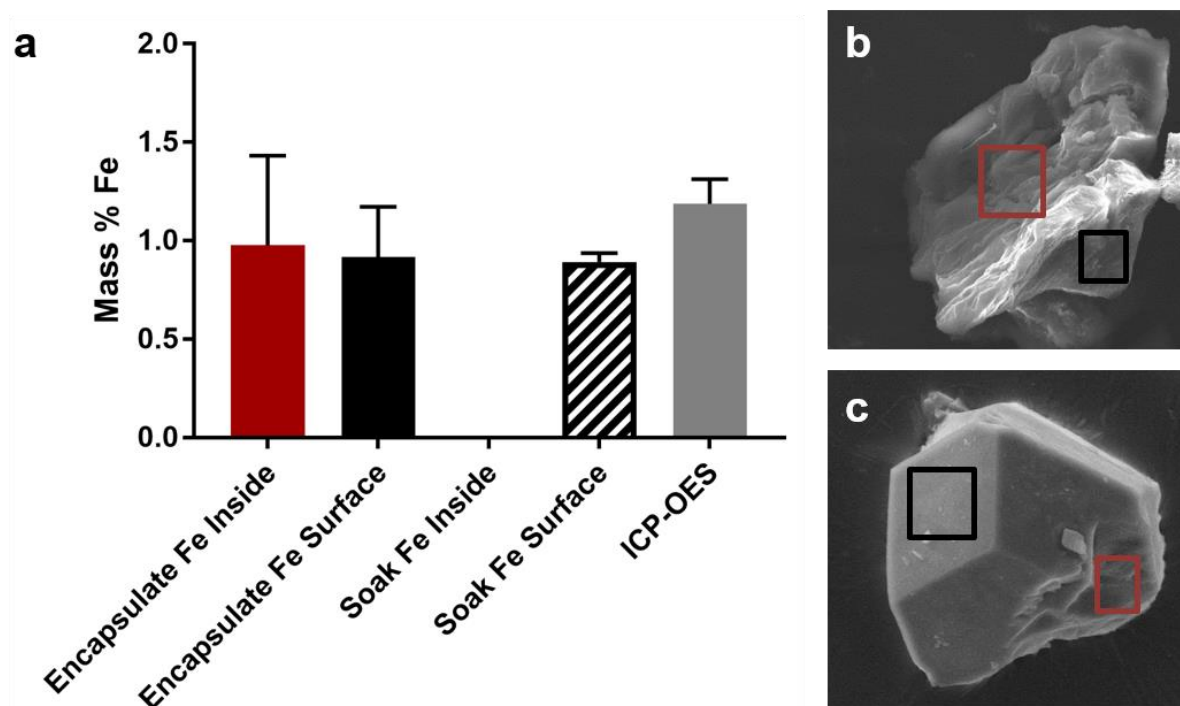 a
2.0
1.5
1.0
0.5
0.0
Mass % Fe
Encapsulate Fe Inside
Encapsulate Fe Surface
Soak Fe Inside
Soak Fe Surface
ICP-OES
b
c